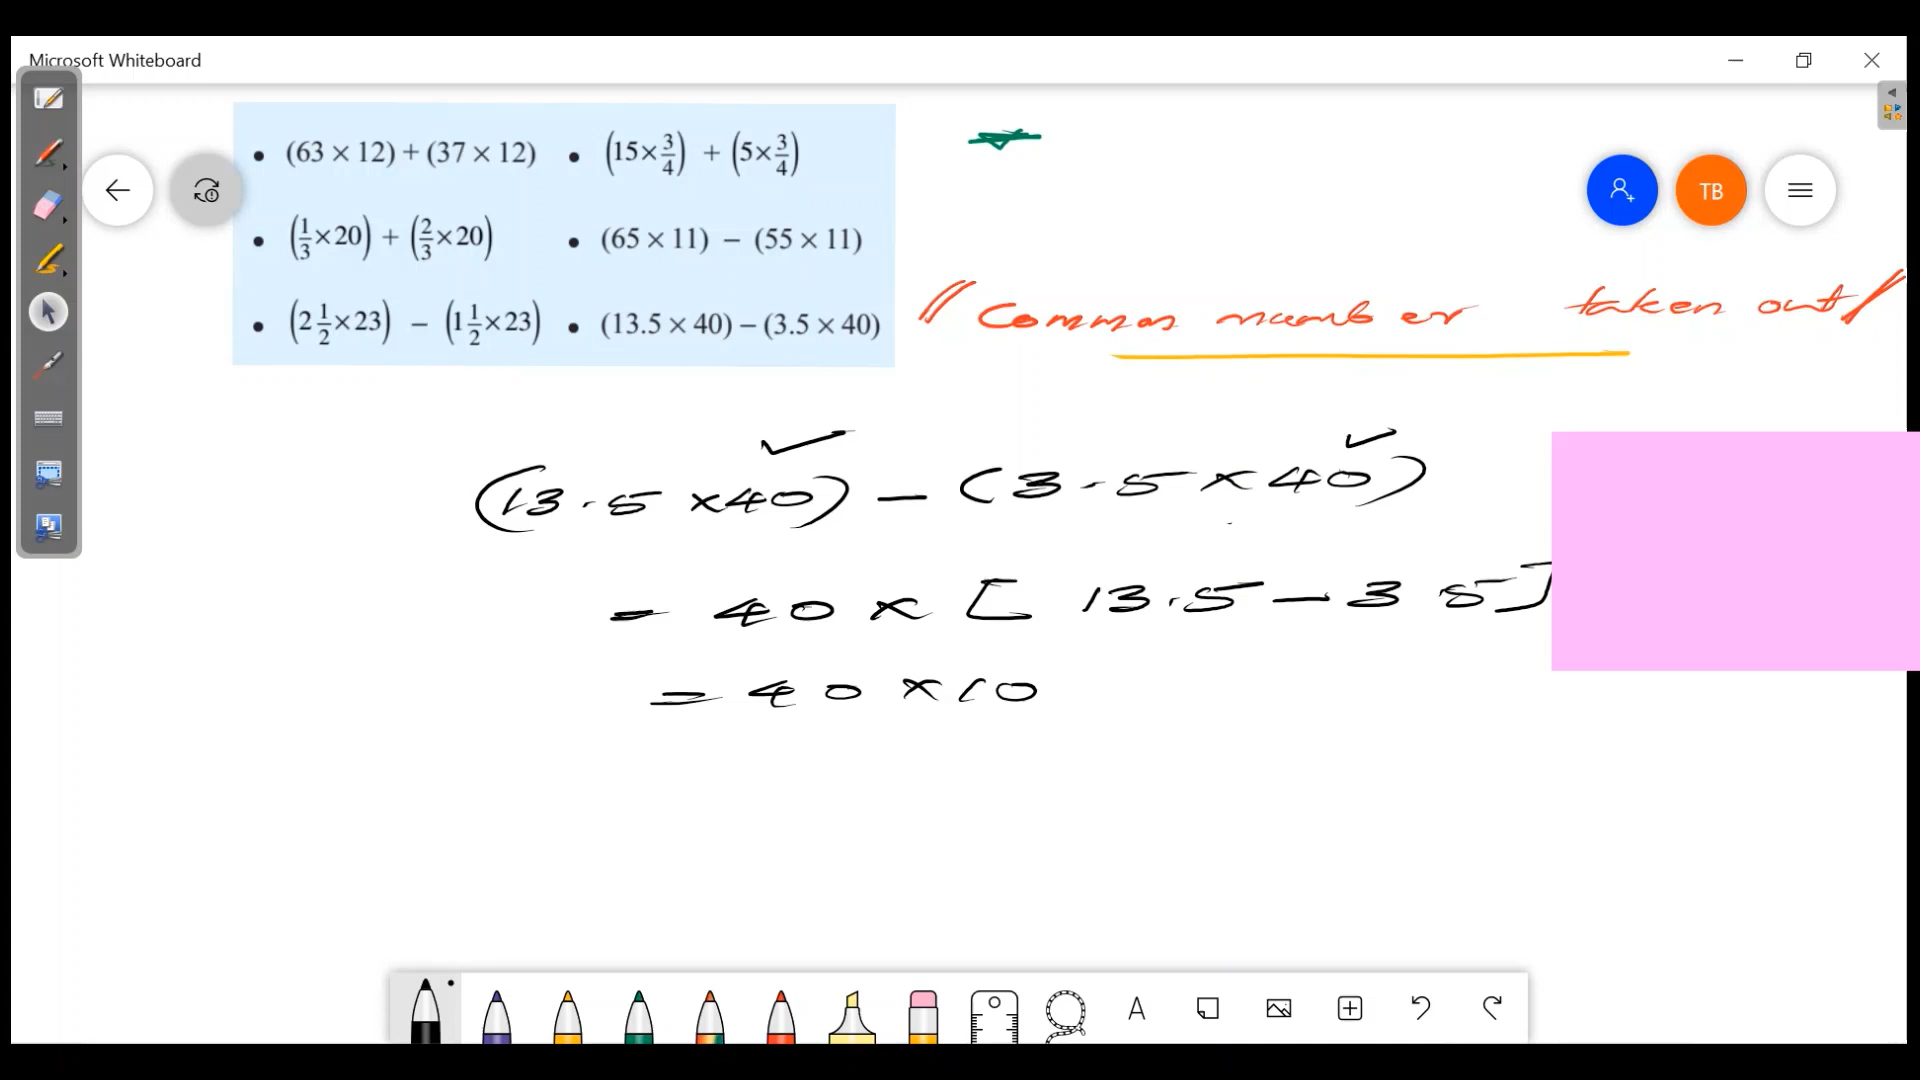 Microsoft Whiteboard
• (63 × 12) + (37 × 12) • (15×3/4) + (5×3/4)
• (1/3×20) + (2/3×20) • (65 × 11) − (55 × 11)
• (2 1/2×23) − (1 1/2×23) • (13.5 × 40) − (3.5 × 40)
TB
// Common number taken out //
(13.5 ×40) − (3.5 × 40)
= 40 × [ 13.5 − 3 5]
= 40 × 10
A